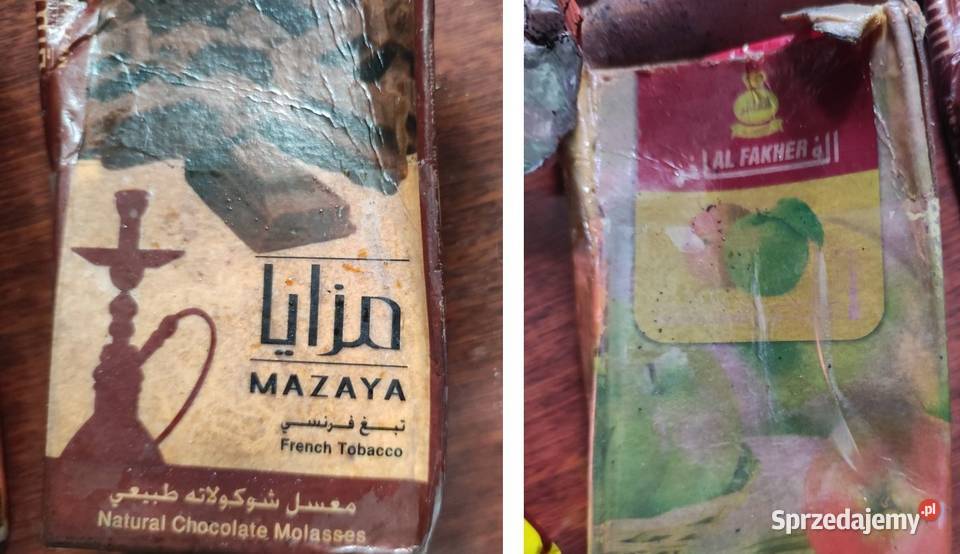 مزايا
MAZAYA
تبغ فرنسي
French Tobacco
معسل شوكولاته طبيعي
Natural Chocolate Molasses
AL FAKHER
Sprzedajemy.pl